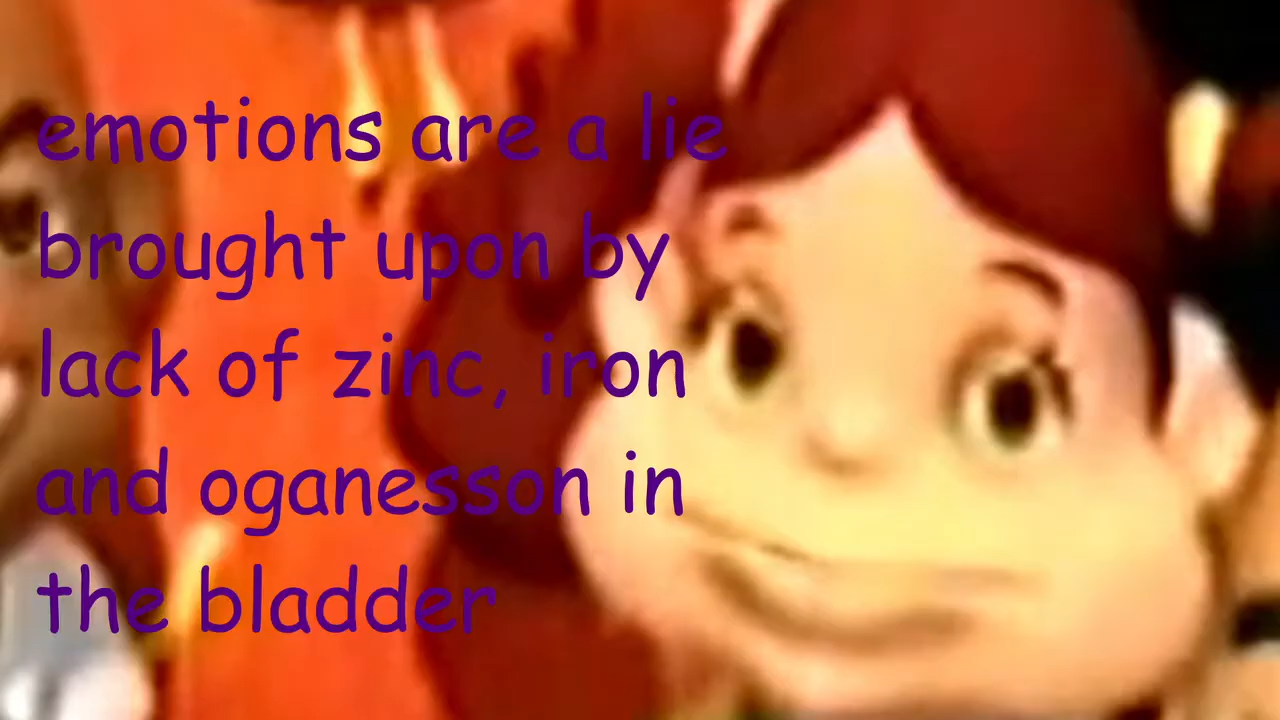 emotions are a lie
brought upon by
lack of zinc, iron
and oganesson in
the bladder